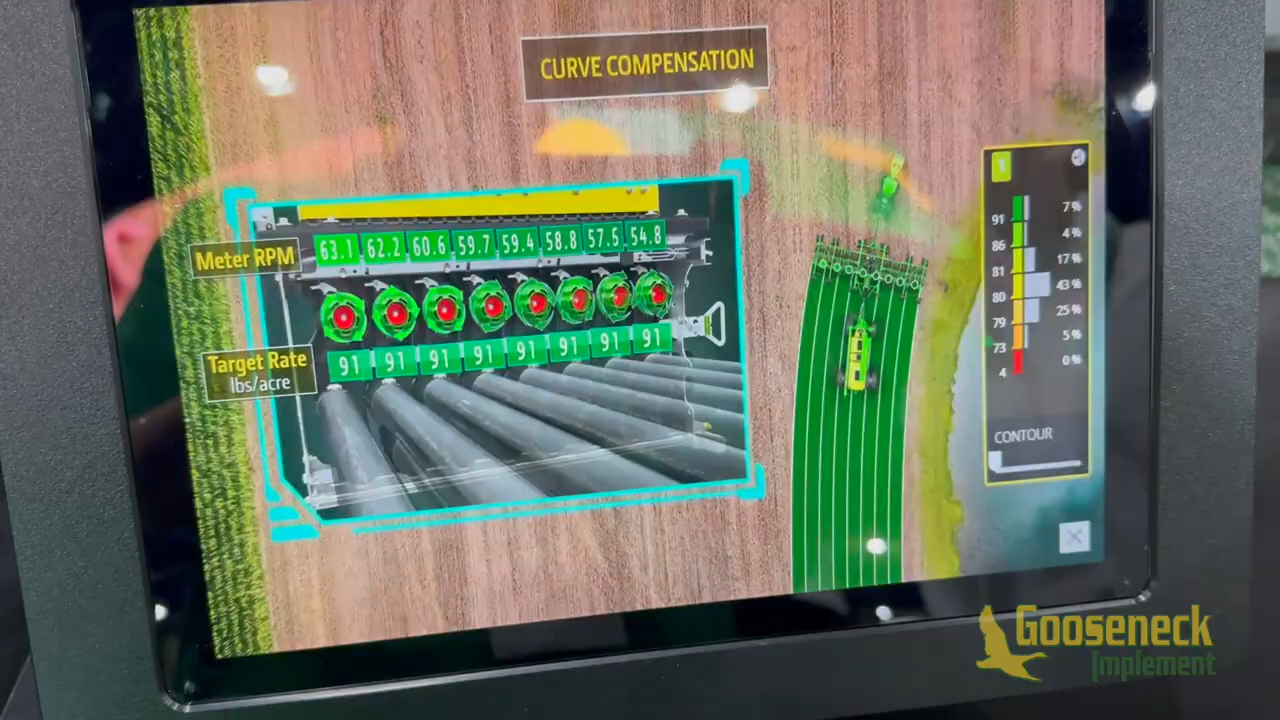 CURVE COMPENSATION
Meter RPM
63.1 62.2 60.6 59.7 59.4 58.8 57.5 54.8
Target Rate
lbs/acre
91 91 91 91 91 91 91 91
1
91 7%
86 4%
81 17%
80 43%
79 25%
73 5%
4 0%
CONTOUR
Gooseneck
Implement